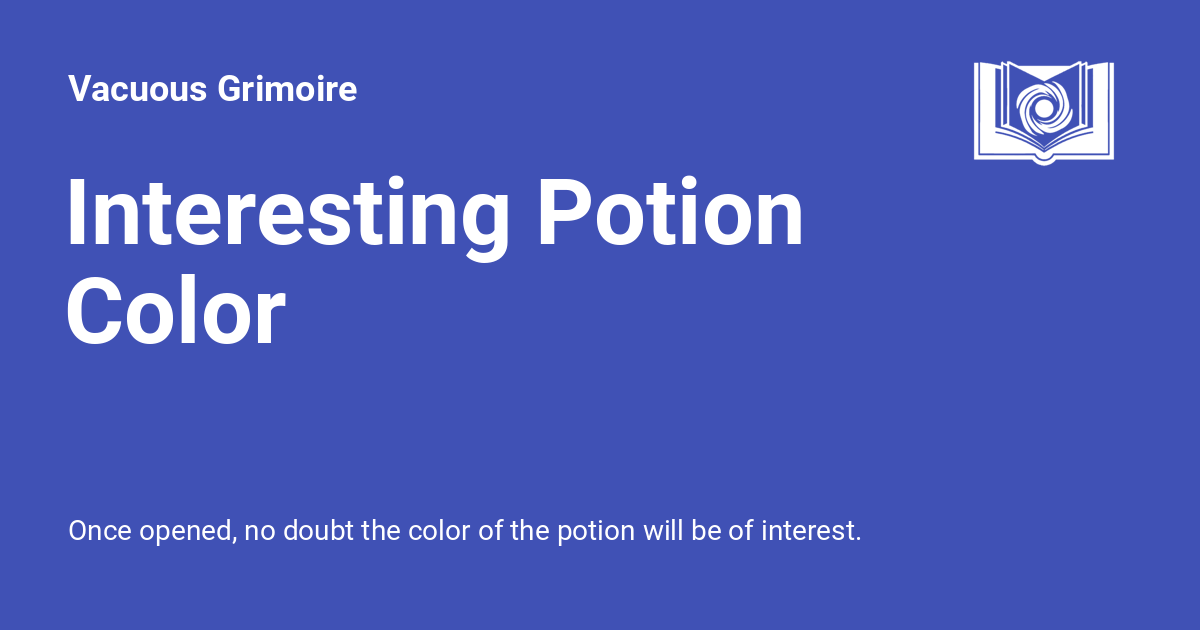 Vacuous Grimoire
Interesting Potion
Color
Once opened, no doubt the color of the potion will be of interest.